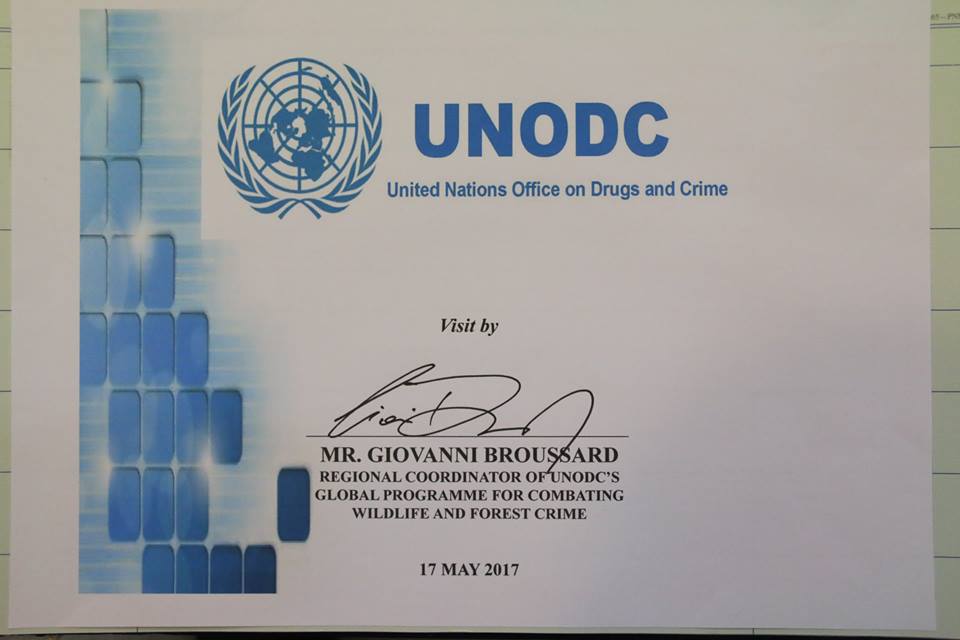 UNODC
United Nations Office on Drugs and Crime
Visit by
MR. GIOVANNI BROUSSARD
REGIONAL COORDINATOR OF UNODC'S
GLOBAL PROGRAMME FOR COMBATING
WILDLIFE AND FOREST CRIME
17 MAY 2017